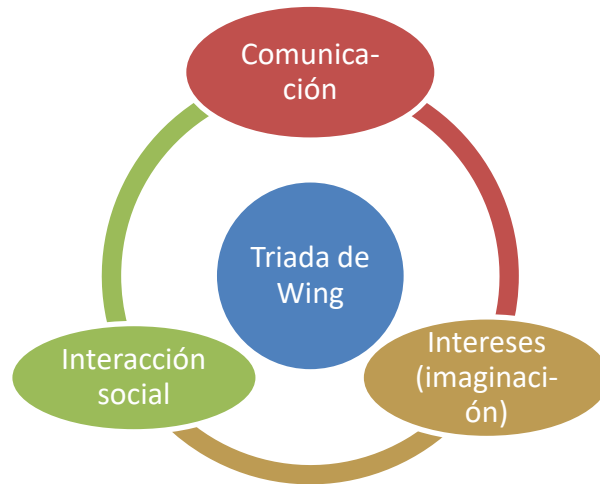 Comunica-
ción
Triada de
Wing
Interacción
social
Intereses
(imaginaci-
ón)